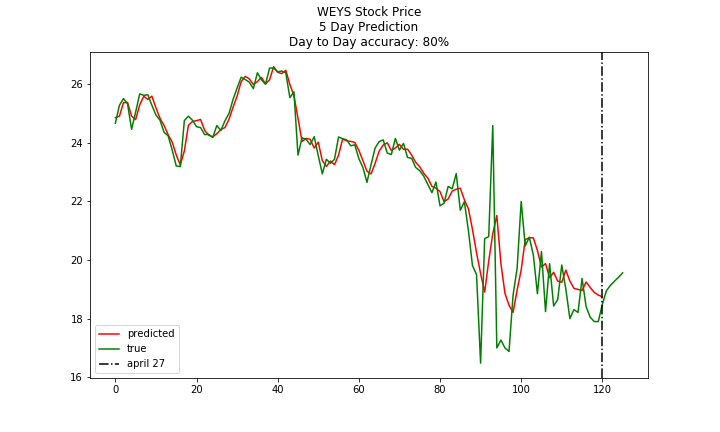 WEYS Stock Price
5 Day Prediction
Day to Day accuracy: 80%
26
24
22
20
18
16
predicted
true
april 27
0 20 40 60 80 100 120